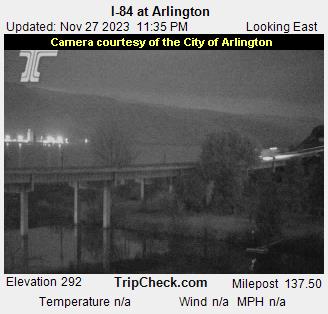 I-84 at Arlington
Updated: Nov 27 2023 11:35 PM Looking East
Camera courtesy of the City of Arlington
Elevation 292 TripCheck.com Milepost 137.50
Temperature n/a Wind n/a MPH n/a